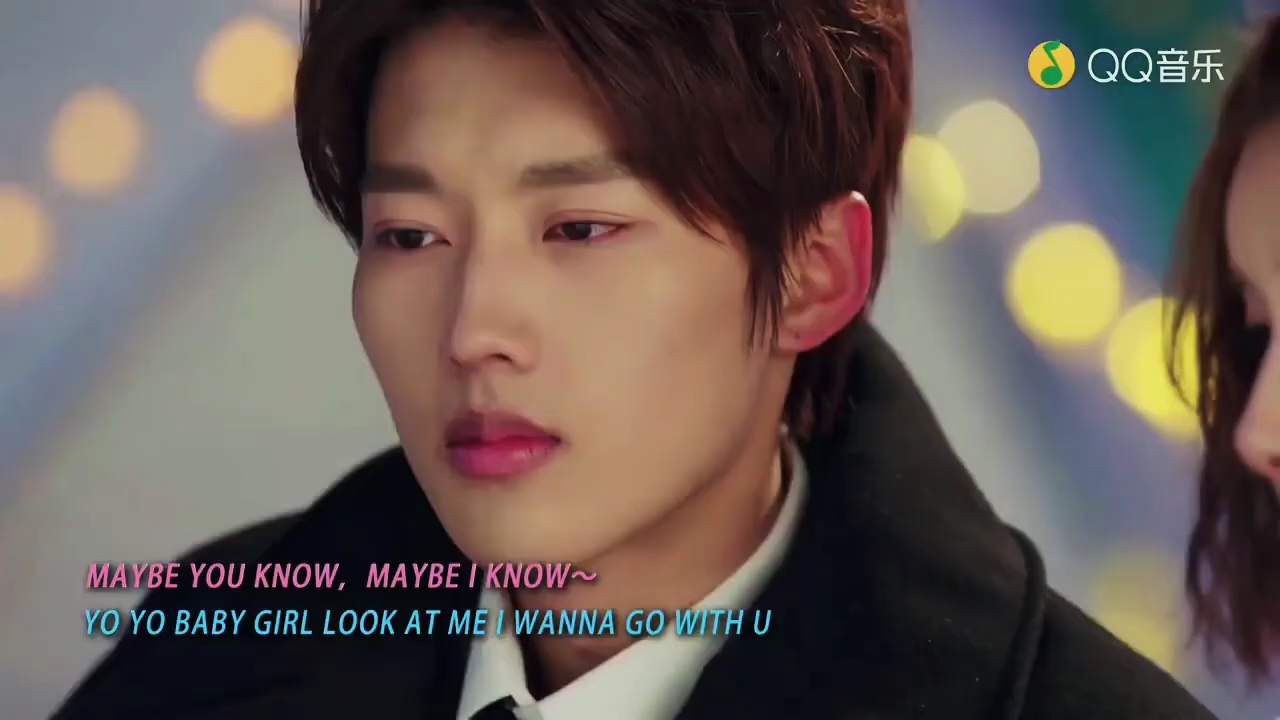 QQ音乐
MAYBE YOU KNOW, MAYBE I KNOW~
YO YO BABY GIRL LOOK AT ME I WANNA GO WITH U